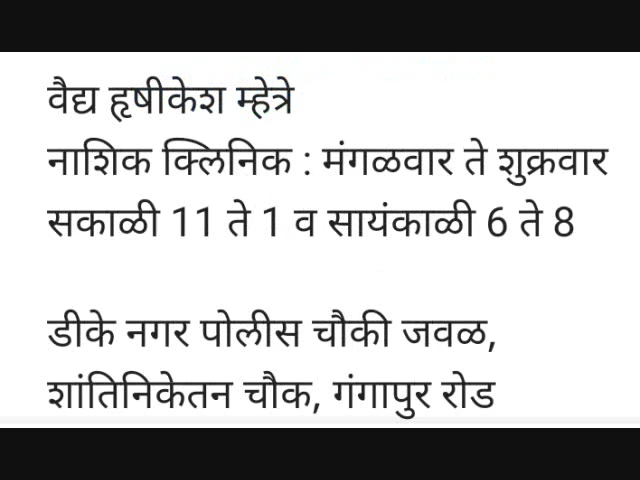 वैद्य हृषीकेश म्हेत्रे
नाशिक क्लिनिक : मंगळवार ते शुक्रवार
सकाळी 11 ते 1 व सायंकाळी 6 ते 8
डीके नगर पोलीस चौकी जवळ,
शांतिनिकेतन चौक, गंगापुर रोड